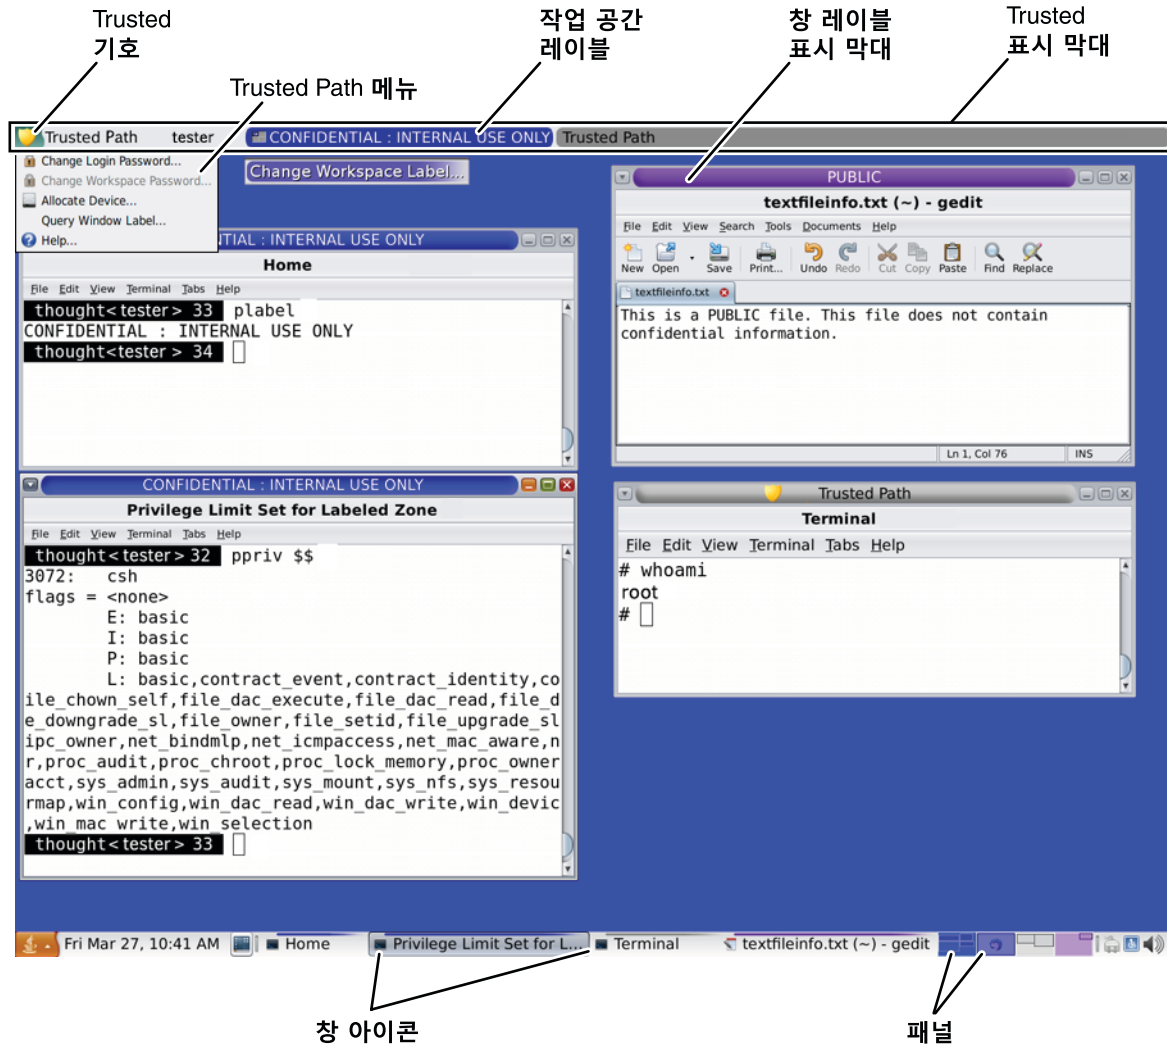 Trusted
기호
작업 공간
레이블
창 레이블
표시 막대
Trusted
표시 막대
Trusted Path 메뉴
Trusted Path
tester
CONFIDENTIAL : INTERNAL USE ONLY
Trusted Path
Change Login Password...
Change Workspace Password...
Allocate Device...
Query Window Label...
Help...
Change Workspace Label...
TIAL : INTERNAL USE ONLY
Home
File Edit View Terminal Tabs Help
thought<tester> 33 plabel
CONFIDENTIAL : INTERNAL USE ONLY
thought<tester> 34
PUBLIC
textfileinfo.txt (~) - gedit
File Edit View Search Tools Documents Help
New Open Save Print... Undo Redo Cut Copy Paste Find Replace
textfileinfo.txt
This is a PUBLIC file. This file does not contain
confidential information.
Ln 1, Col 76 INS
CONFIDENTIAL : INTERNAL USE ONLY
Privilege Limit Set for Labeled Zone
File Edit View Terminal Tabs Help
thought<tester> 32 ppriv $$
3072: csh
flags = <none>
E: basic
I: basic
P: basic
L: basic,contract_event,contract_identity,co
ile_chown_self,file_dac_execute,file_dac_read,file_d
e_downgrade_sl,file_owner,file_setid,file_upgrade_sl
ipc_owner,net_bindmlp,net_icmpaccess,net_mac_aware,n
r,proc_audit,proc_chroot,proc_lock_memory,proc_owner
acct,sys_admin,sys_audit,sys_mount,sys_nfs,sys_resou
rmap,win_config,win_dac_read,win_dac_write,win_devic
,win_mac write,win_selection
thought<tester> 33
Trusted Path
Terminal
File Edit View Terminal Tabs Help
# whoami
root
#
Fri Mar 27, 10:41 AM
Home
Privilege Limit Set for L...
Terminal
textfileinfo.txt (~) - gedit
창 아이콘
패널